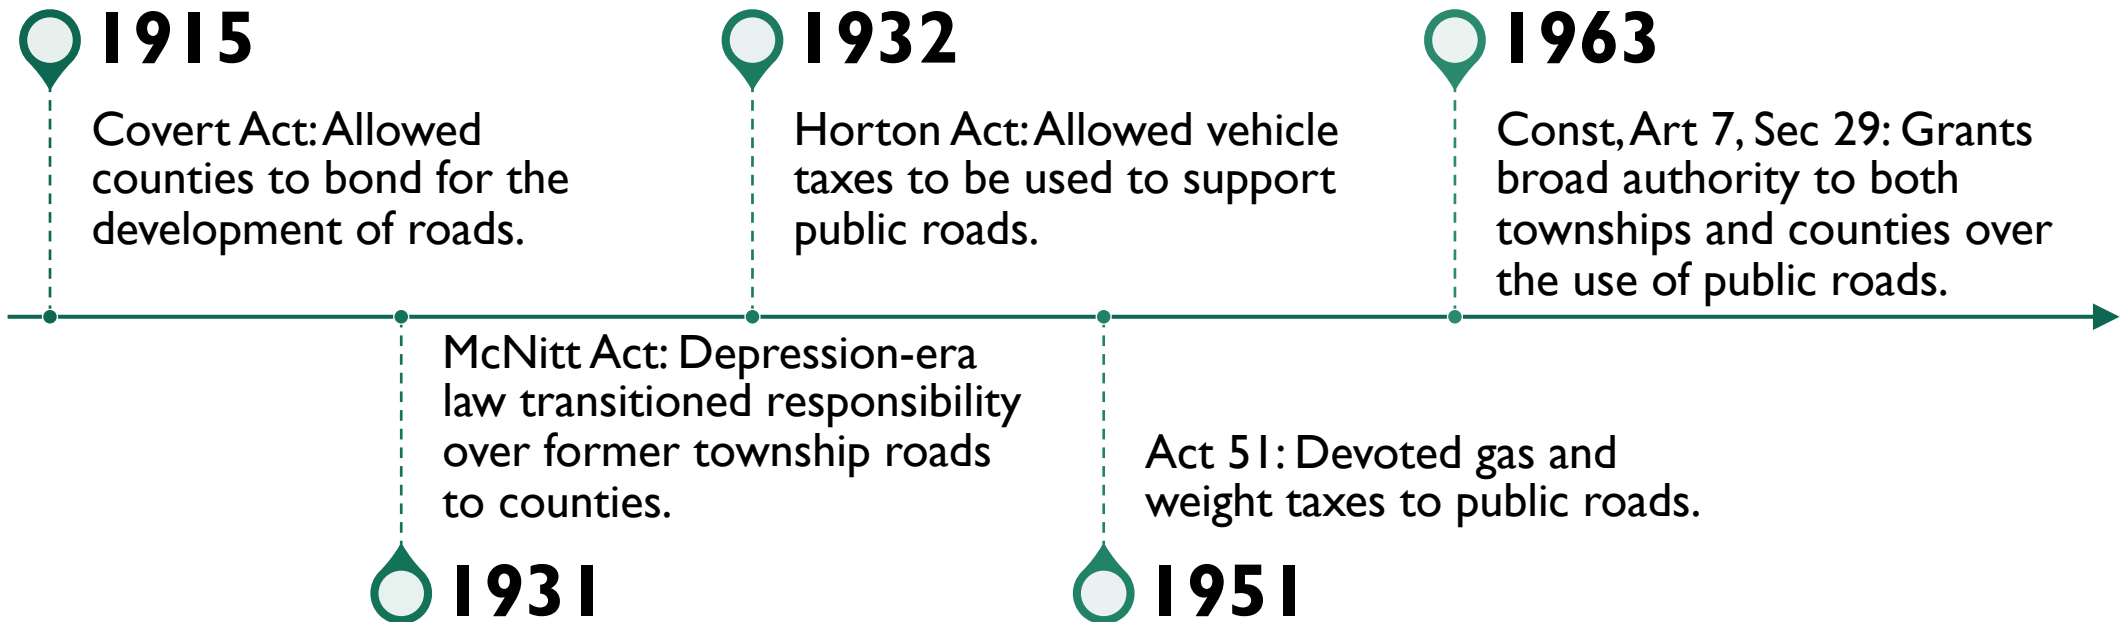 1915
Covert Act: Allowed
counties to bond for the
development of roads.
1931
McNitt Act: Depression-era
law transitioned responsibility
over former township roads
to counties.
1932
Horton Act: Allowed vehicle
taxes to be used to support
public roads.
1951
Act 51: Devoted gas and
weight taxes to public roads.
1963
Const, Art 7, Sec 29: Grants
broad authority to both
townships and counties over
the use of public roads.